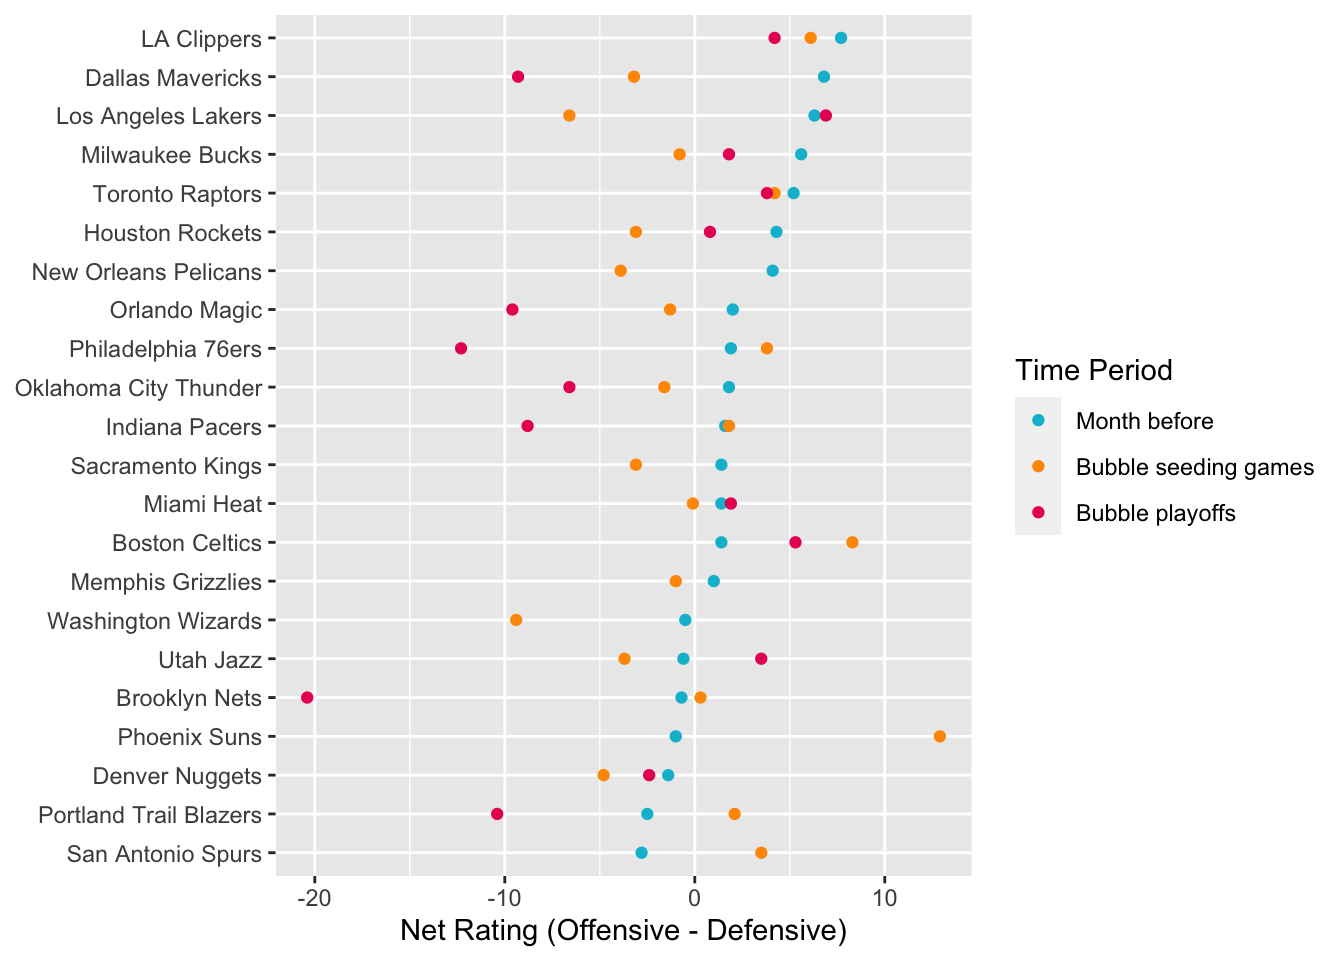 LA Clippers
Dallas Mavericks
Los Angeles Lakers
Milwaukee Bucks
Toronto Raptors
Houston Rockets
New Orleans Pelicans
Orlando Magic
Philadelphia 76ers
Oklahoma City Thunder
Indiana Pacers
Sacramento Kings
Miami Heat
Boston Celtics
Memphis Grizzlies
Washington Wizards
Utah Jazz
Brooklyn Nets
Phoenix Suns
Denver Nuggets
Portland Trail Blazers
San Antonio Spurs
-20 -10 0 10
Net Rating (Offensive - Defensive)
Time Period
Month before
Bubble seeding games
Bubble playoffs